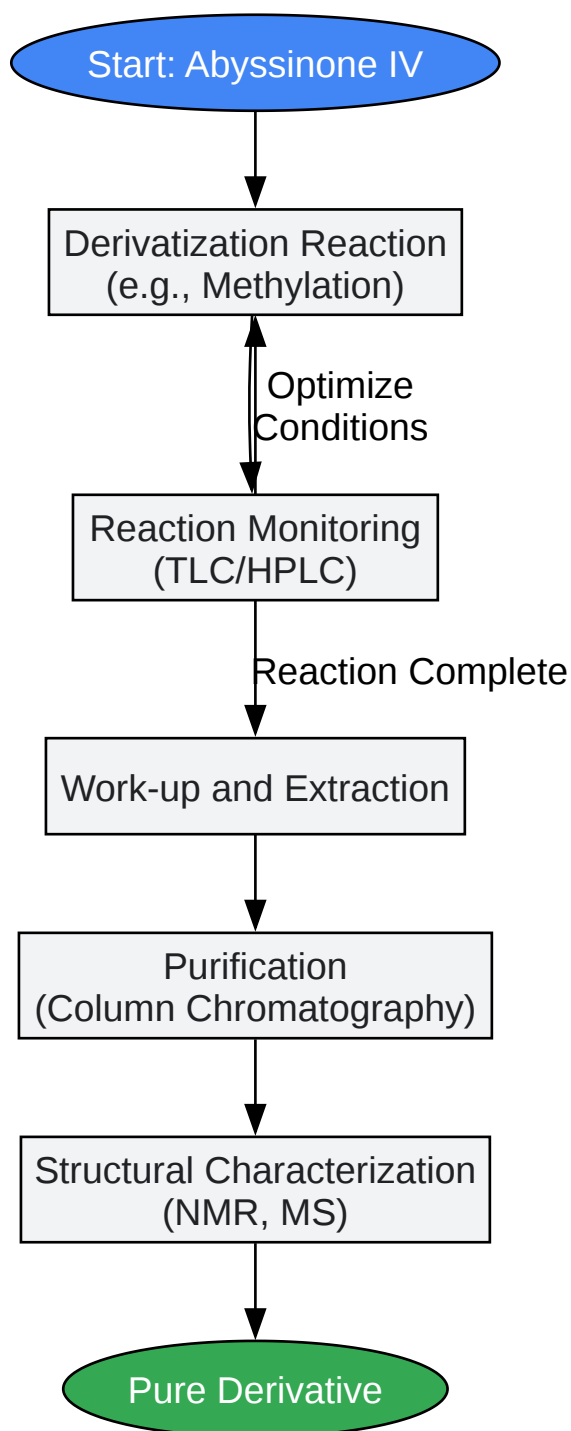 Start: Abyssinone IV
Derivatization Reaction
(e.g., Methylation)
Optimize
Conditions
Reaction Monitoring
(TLC/HPLC)
Reaction Complete
Work-up and Extraction
Purification
(Column Chromatography)
Structural Characterization
(NMR, MS)
Pure Derivative